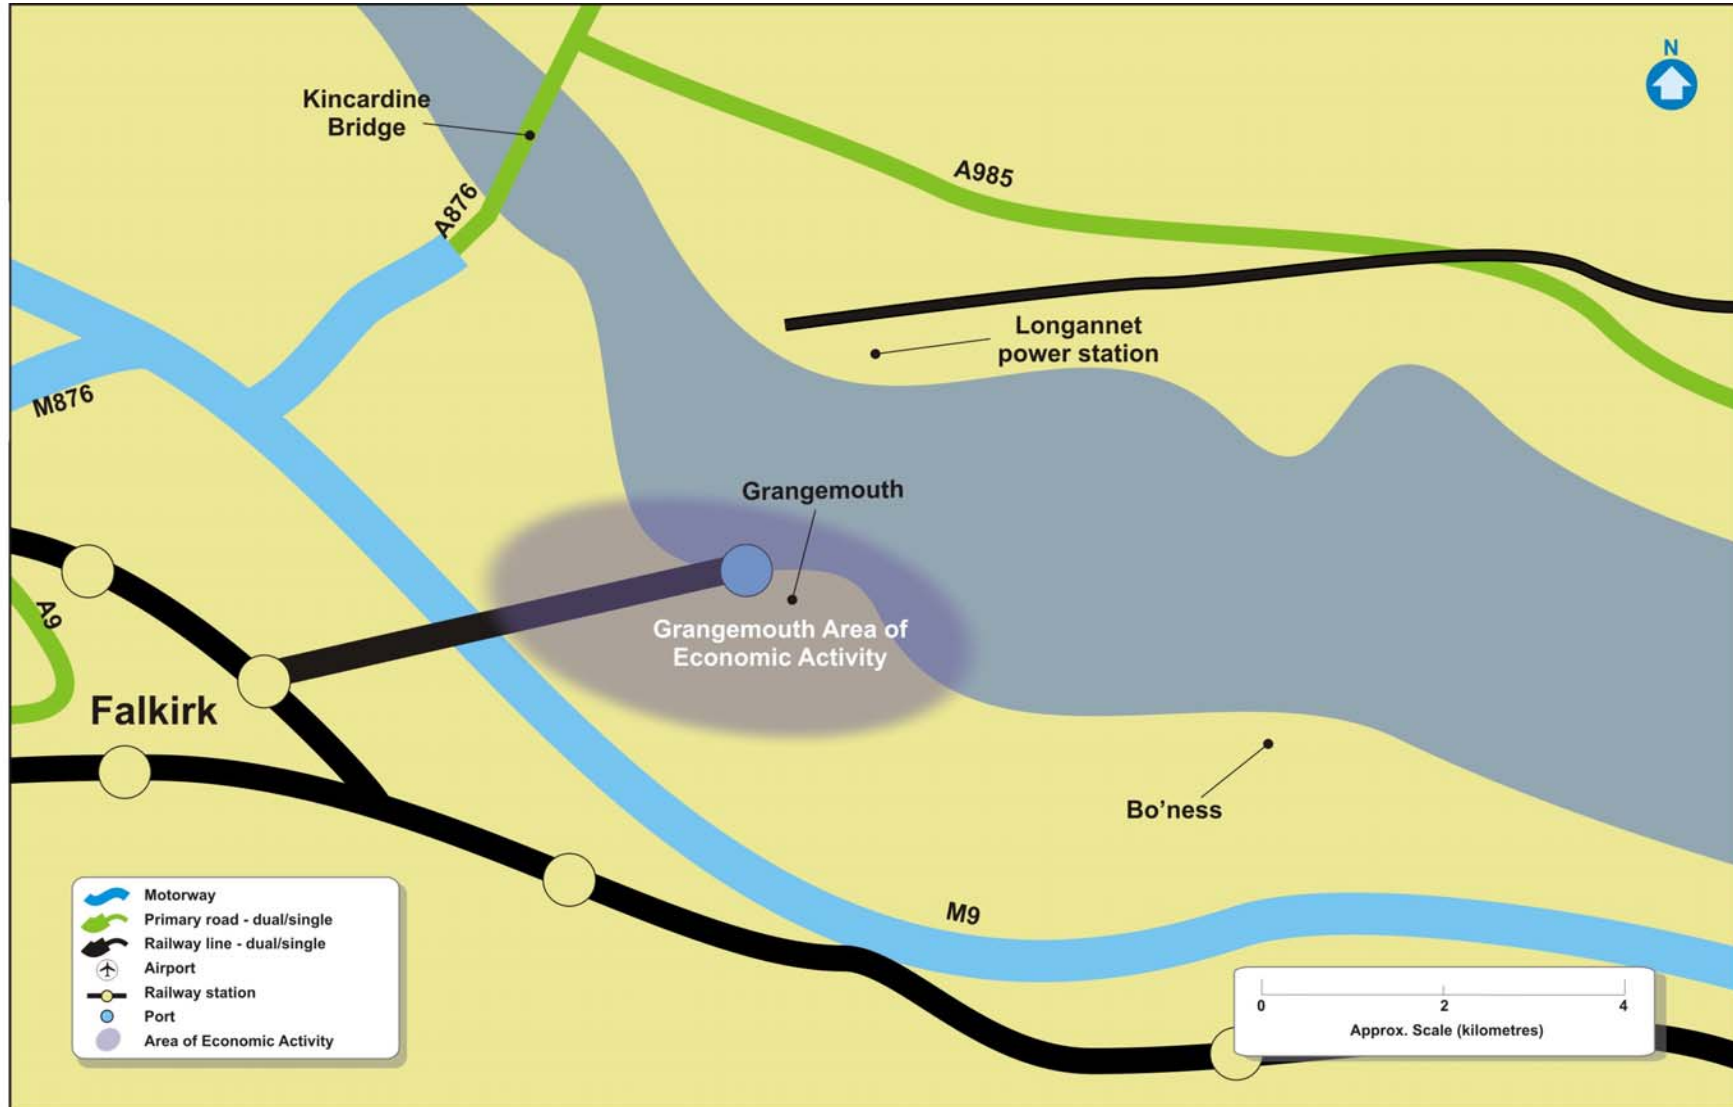 N
Kincardine
Bridge
A985
A876
Longannet
power station
M876
Grangemouth
A9
Grangemouth Area of
Economic Activity
Falkirk
Bo’ness
M9
Motorway
Primary road - dual/single
Railway line - dual/single
Airport
Railway station
Port
Area of Economic Activity
0 2 4
Approx. Scale (kilometres)